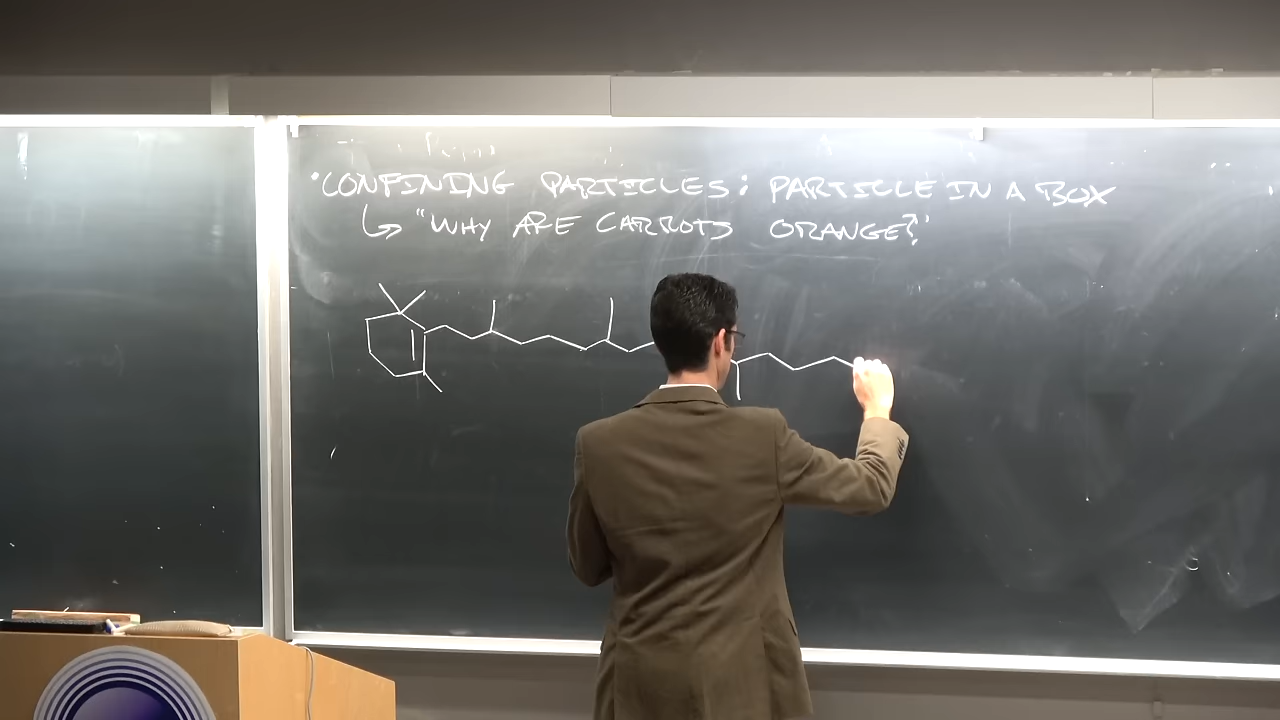 ·CONFINING PARTICLES: PARTICLE IN A BOX
↳ "WHY ARE CARROTS ORANGE?"